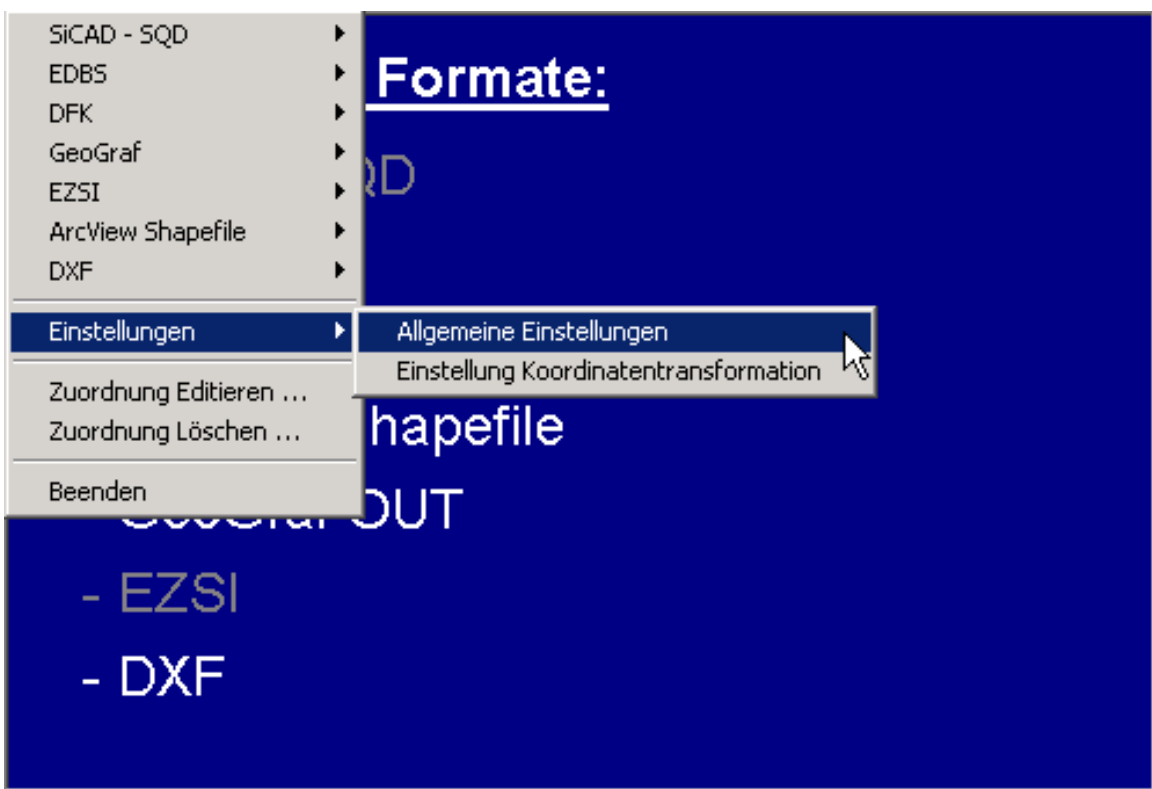 SiCAD - SQD
EDBS
DFK
GeoGraf
EZSI
ArcView Shapefile
DXF
Einstellungen
Zuordnung Editieren ...
Zuordnung Löschen ...
Beenden
Allgemeine Einstellungen
Einstellung Koordinatentransformation
Formate:
QD
hapefile
- GeoGraf OUT
- EZSI
- DXF